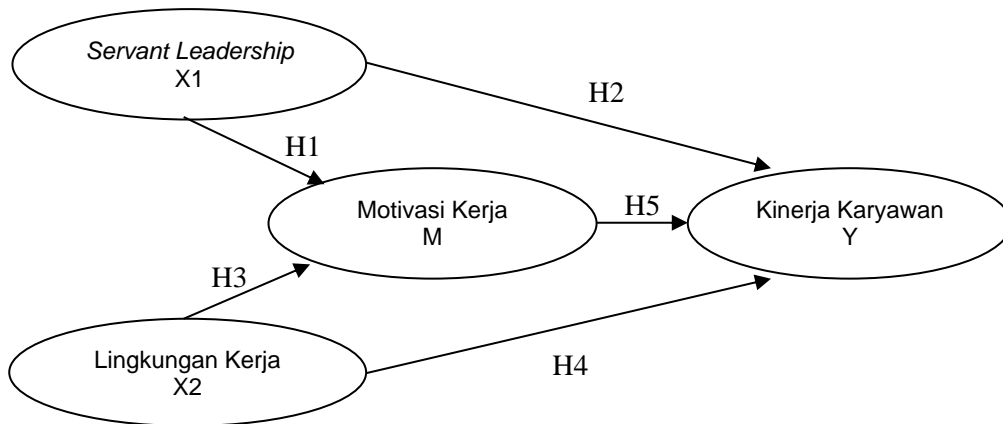 Servant Leadership
X1
H2
H1
Motivasi Kerja
M
H5
Kinerja Karyawan
Y
H3
Lingkungan Kerja
X2
H4